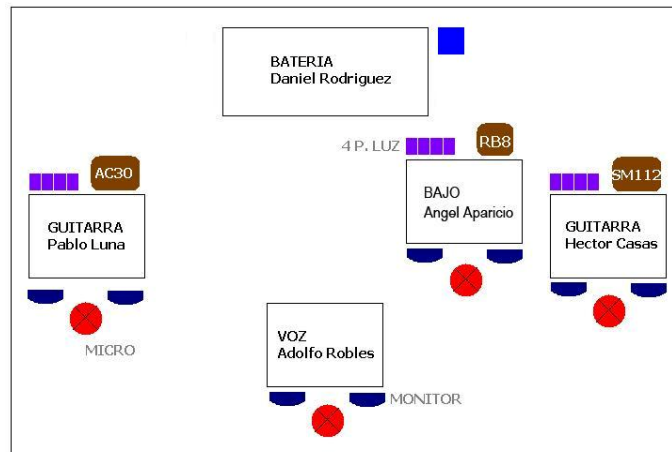 BATERIA
Daniel Rodriguez
4 P. LUZ
RB8
AC30
SM112
BAJO
Angel Aparicio
GUITARRA
Pablo Luna
GUITARRA
Hector Casas
MICRO
VOZ
Adolfo Robles
MONITOR